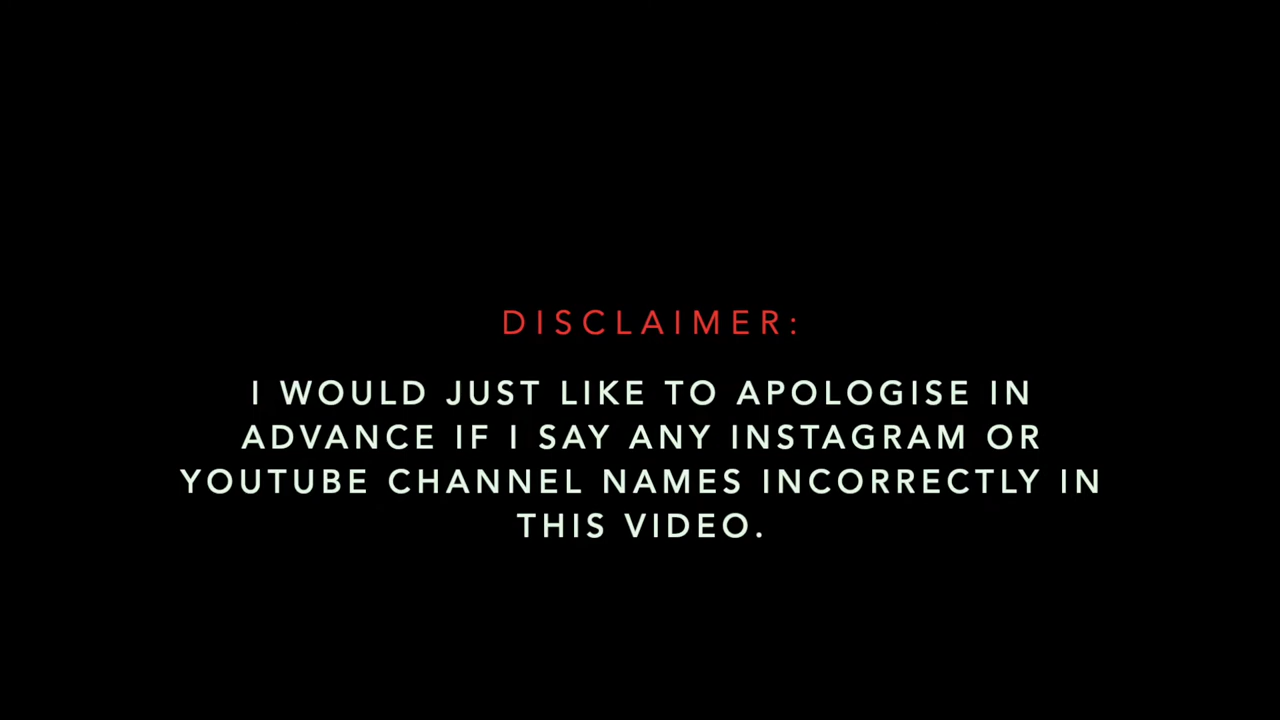 DISCLAIMER:
I WOULD JUST LIKE TO APOLOGISE IN
ADVANCE IF I SAY ANY INSTAGRAM OR
YOUTUBE CHANNEL NAMES INCORRECTLY IN
THIS VIDEO.